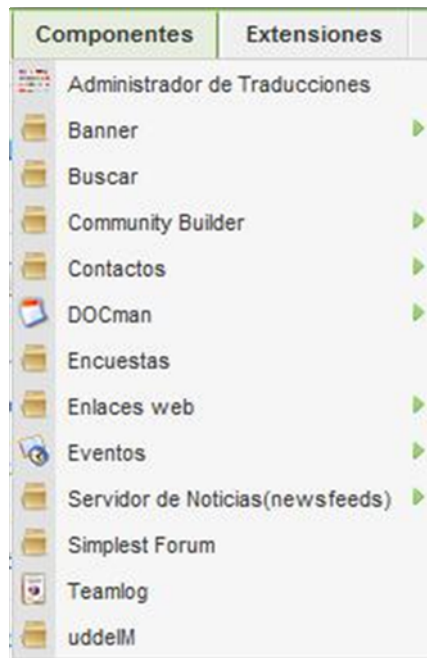 Componentes Extensiones
Administrador de Traducciones
Banner
Buscar
Community Builder
Contactos
DOCman
Encuestas
Enlaces web
Eventos
Servidor de Noticias(newsfeeds)
Simplest Forum
Teamlog
uddeIM